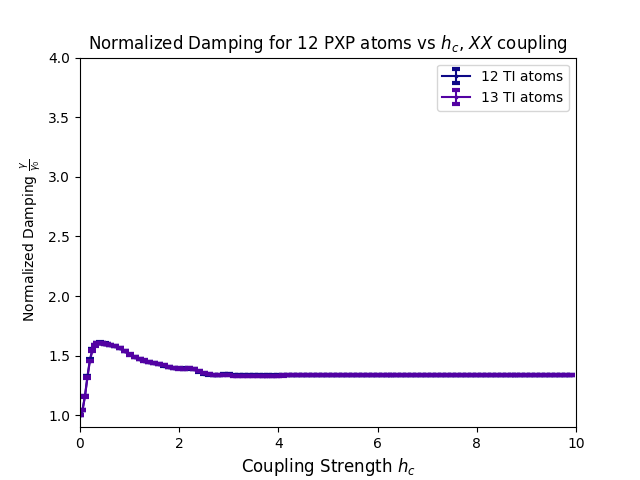 Normalized Damping for 12 PXP atoms vs $h_c$, $XX$ coupling
12 TI atoms
13 TI atoms
Normalized Damping $\frac{\gamma}{\gamma_0}$
4.0
3.5
3.0
2.5
2.0
1.5
1.0
0 2 4 6 8 10
Coupling Strength $h_c$